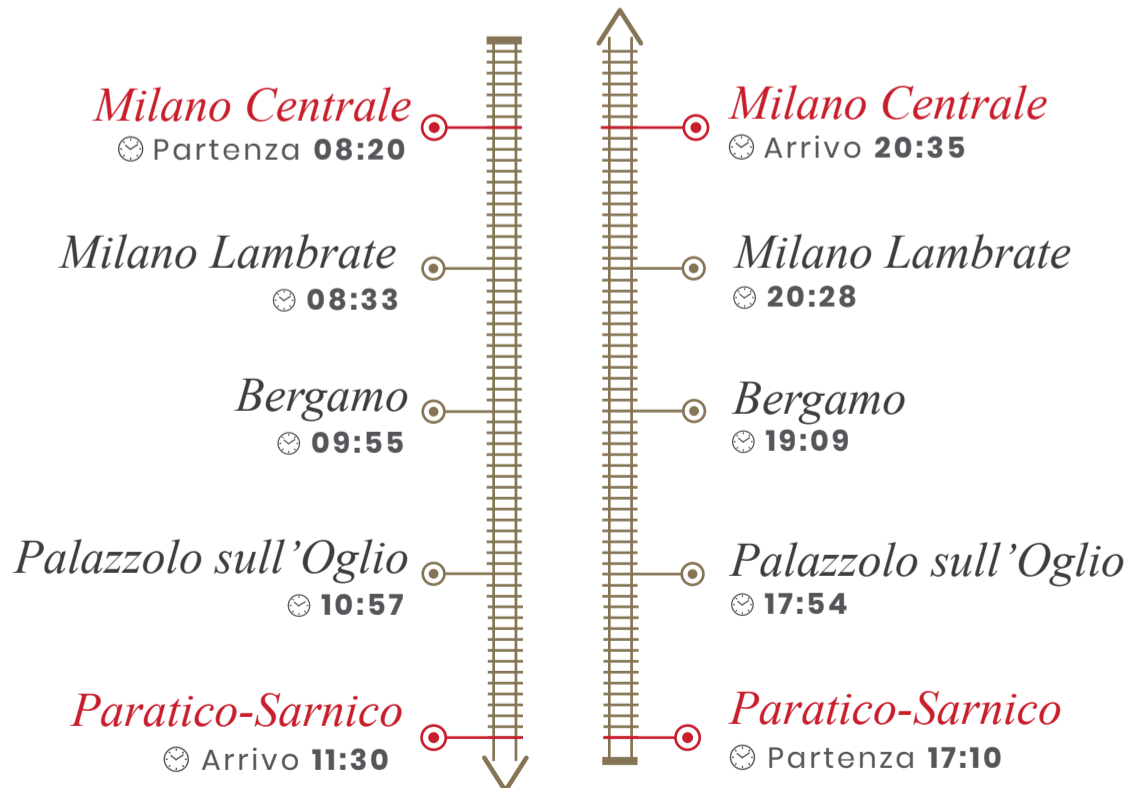 Milano Centrale
Partenza 08:20
Milano Lambrate
08:33
Bergamo
09:55
Palazzolo sull’Oglio
10:57
Paratico-Sarnico
Arrivo 11:30
Milano Centrale
Arrivo 20:35
Milano Lambrate
20:28
Bergamo
19:09
Palazzolo sull’Oglio
17:54
Paratico-Sarnico
Partenza 17:10